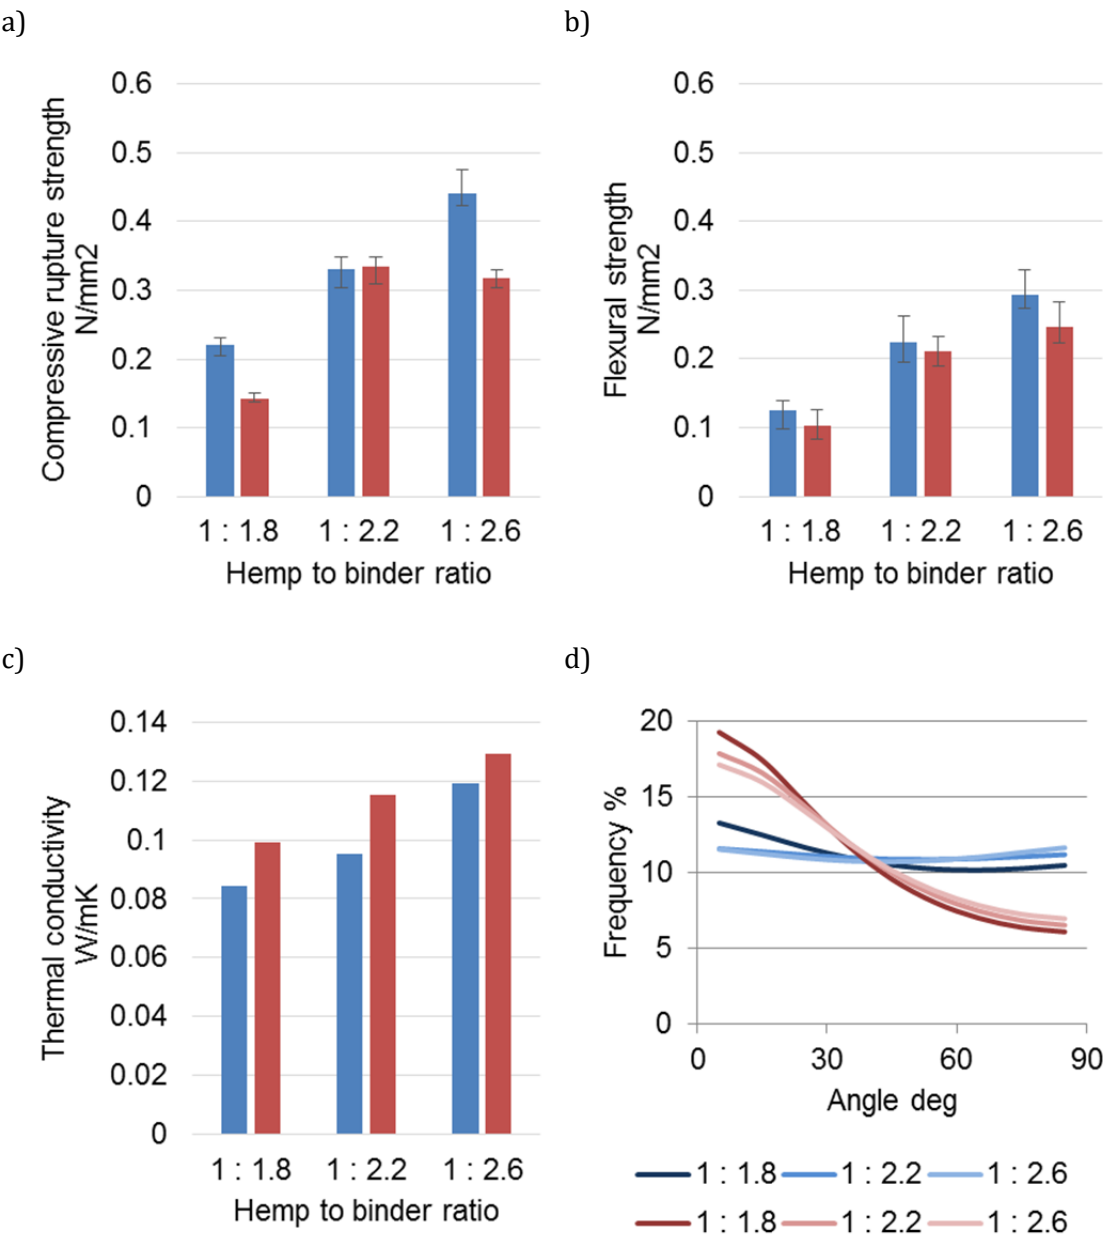 a)
0.6
0.5
0.4
0.3
0.2
0.1
0
Compressive rupture strength
N/mm2
1 : 1.8 1 : 2.2 1 : 2.6
Hemp to binder ratio
b)
0.6
0.5
0.4
0.3
0.2
0.1
0
Flexural strength
N/mm2
1 : 1.8 1 : 2.2 1 : 2.6
Hemp to binder ratio
c)
0.14
0.12
0.1
0.08
0.06
0.04
0.02
0
Thermal conductivity
W/mK
1 : 1.8 1 : 2.2 1 : 2.6
Hemp to binder ratio
d)
20
15
10
5
0
Frequency %
0 30 60 90
Angle deg
1 : 1.8 1 : 2.2 1 : 2.6
1 : 1.8 1 : 2.2 1 : 2.6